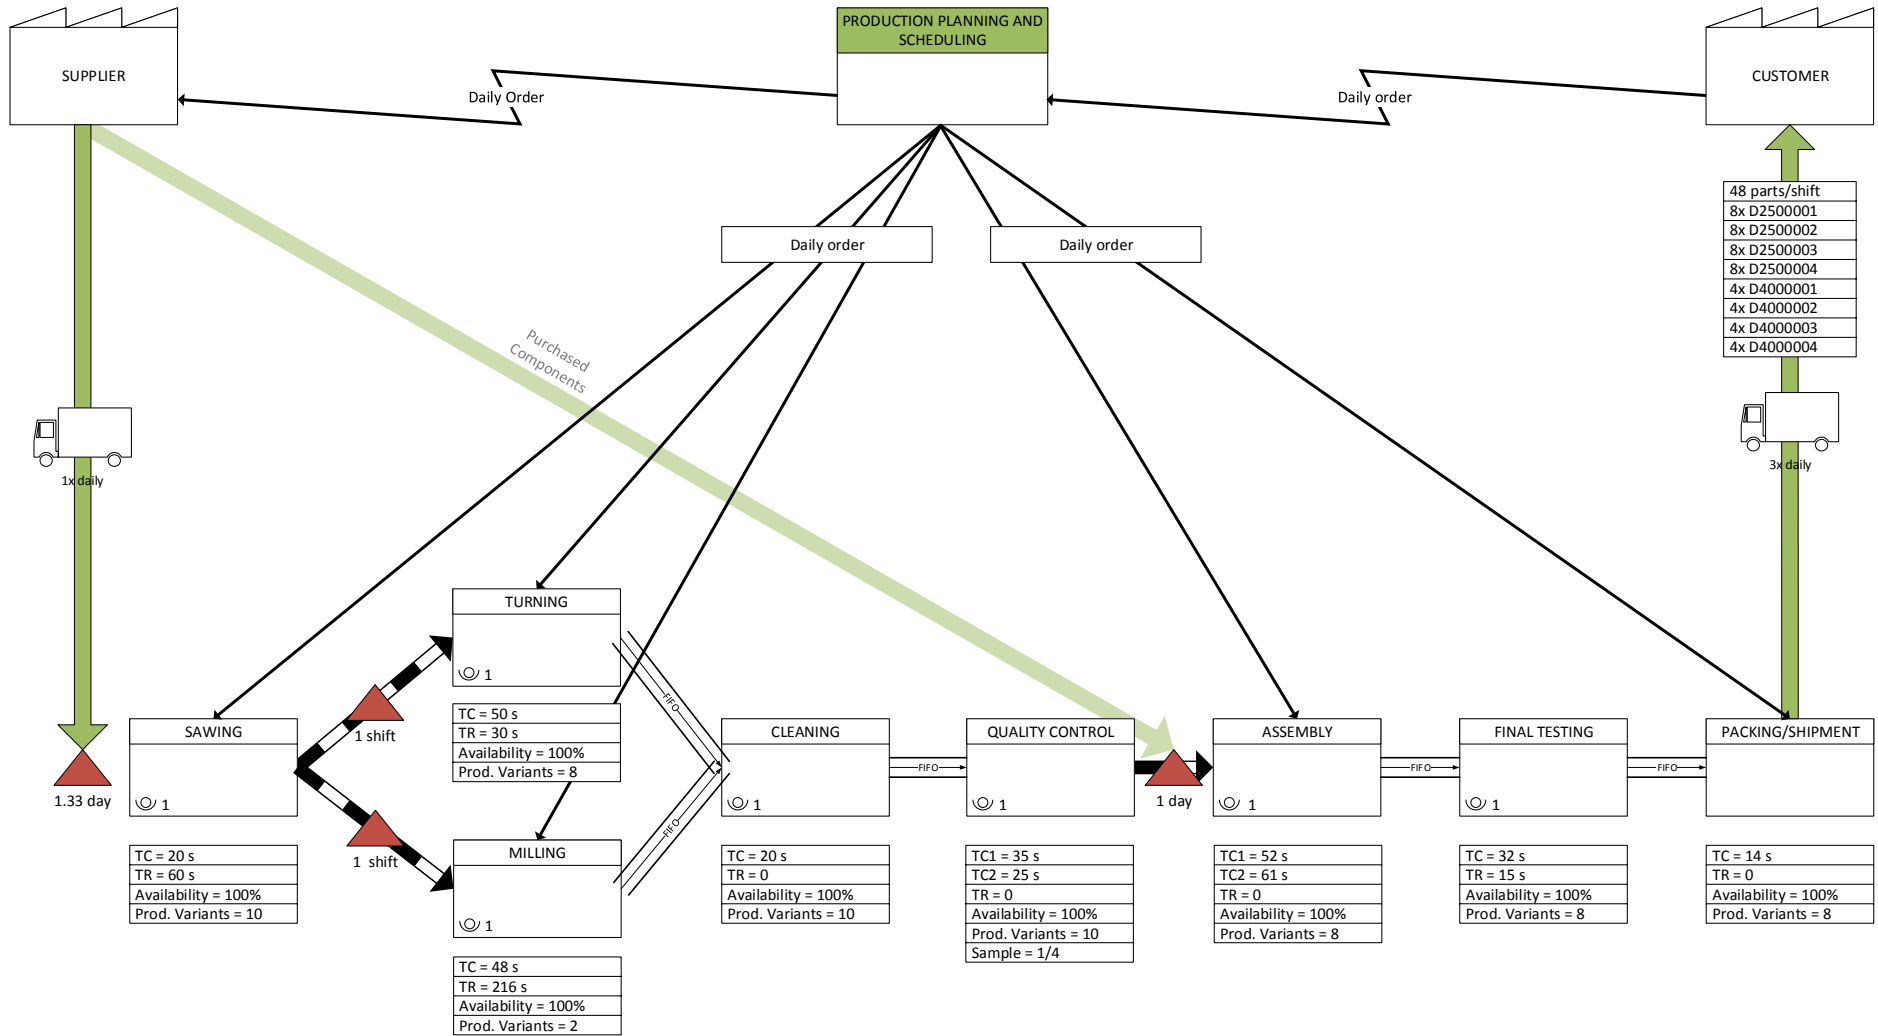 SUPPLIER
PRODUCTION PLANNING AND
SCHEDULING
CUSTOMER
Daily Order
Daily order
48 parts/shift
8x D2500001
8x D2500002
8x D2500003
8x D2500004
4x D4000001
4x D4000002
4x D4000003
4x D4000004
Daily order
Daily order
Purchased
Components
1x daily
3x daily
TURNING
1
TC = 50 s
TR = 30 s
Availability = 100%
Prod. Variants = 8
1 shift
1 shift
1.33 day
SAWING
1
TC = 20 s
TR = 60 s
Availability = 100%
Prod. Variants = 10
MILLING
1
TC = 48 s
TR = 216 s
Availability = 100%
Prod. Variants = 2
FIFO
FIFO
CLEANING
1
TC = 20 s
TR = 0
Availability = 100%
Prod. Variants = 10
FIFO
QUALITY CONTROL
1
TC1 = 35 s
TC2 = 25 s
TR = 0
Availability = 100%
Prod. Variants = 10
Sample = 1/4
1 day
ASSEMBLY
1
TC1 = 52 s
TC2 = 61 s
TR = 0
Availability = 100%
Prod. Variants = 8
FIFO
FINAL TESTING
1
TC = 32 s
TR = 15 s
Availability = 100%
Prod. Variants = 8
FIFO
PACKING/SHIPMENT
TC = 14 s
TR = 0
Availability = 100%
Prod. Variants = 8